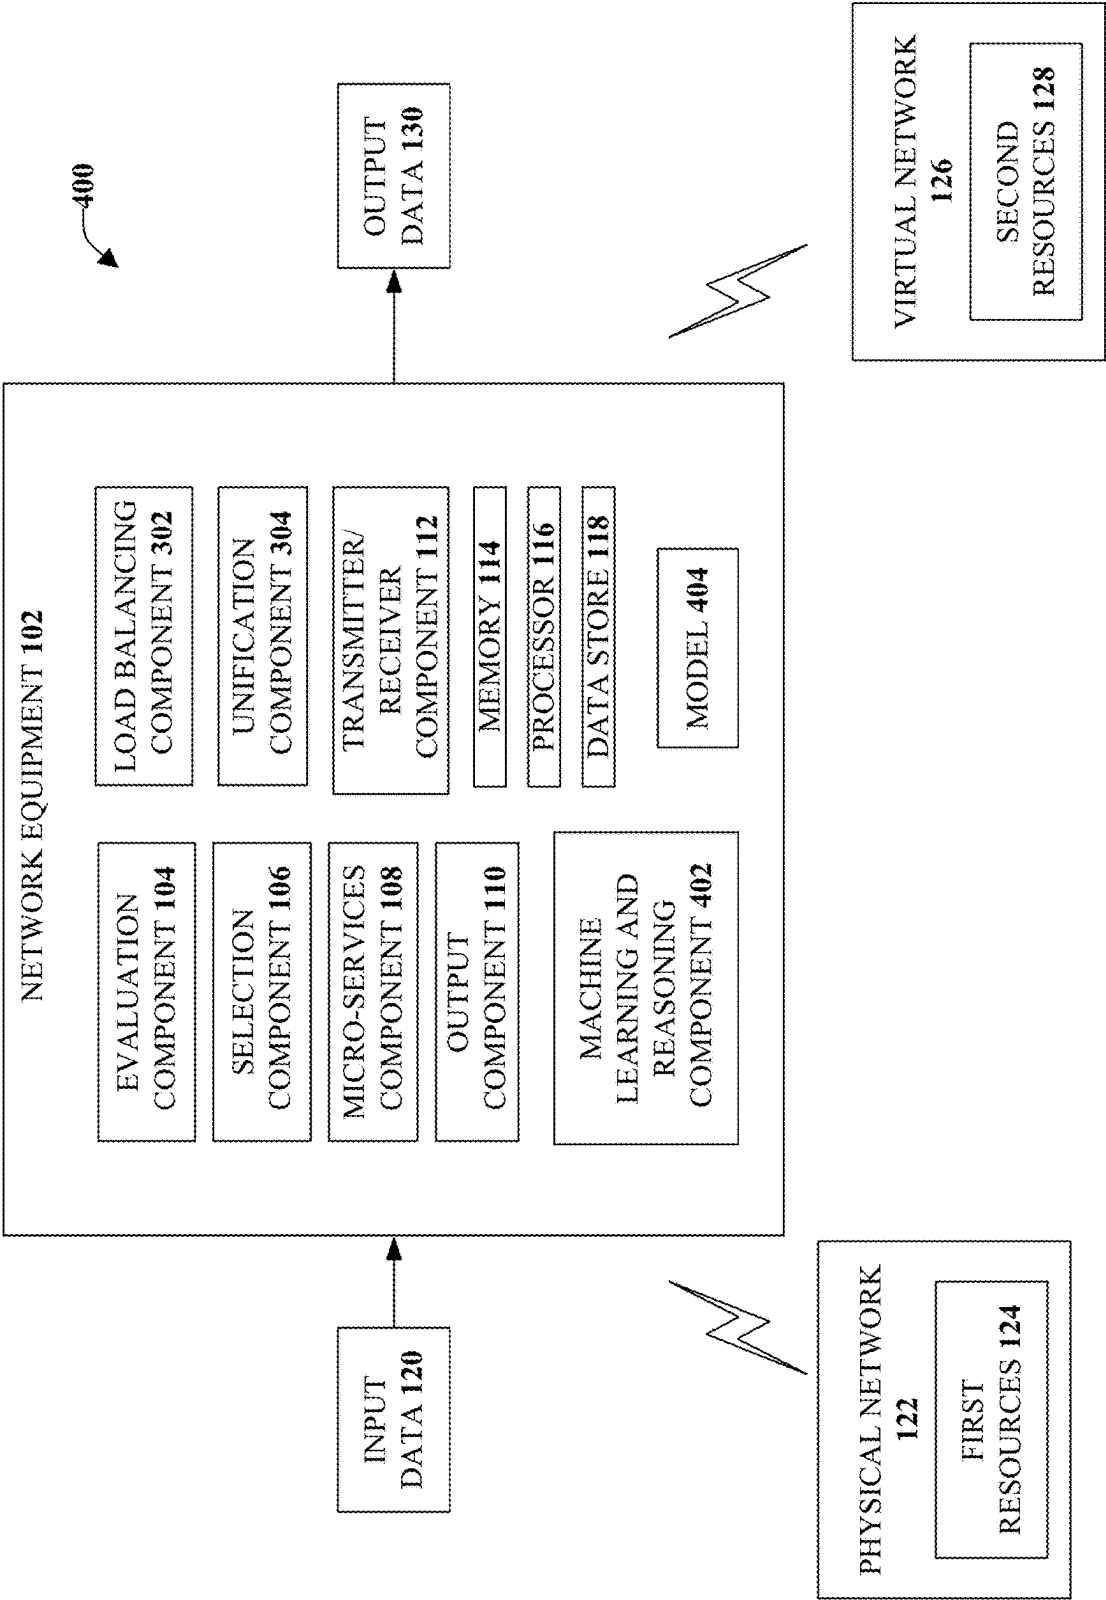 400
NETWORK EQUIPMENT 102
EVALUATION
COMPONENT 104
LOAD BALANCING
COMPONENT 302
SELECTION
COMPONENT 106
UNIFICATION
COMPONENT 304
MICRO-SERVICES
COMPONENT 108
TRANSMITTER/
RECEIVER
COMPONENT 112
OUTPUT
COMPONENT 110
MEMORY 114
PROCESSOR 116
DATA STORE 118
MACHINE
LEARNING AND
REASONING
COMPONENT 402
MODEL 404
INPUT
DATA 120
OUTPUT
DATA 130
PHYSICAL NETWORK
122
FIRST
RESOURCES 124
VIRTUAL NETWORK
126
SECOND
RESOURCES 128